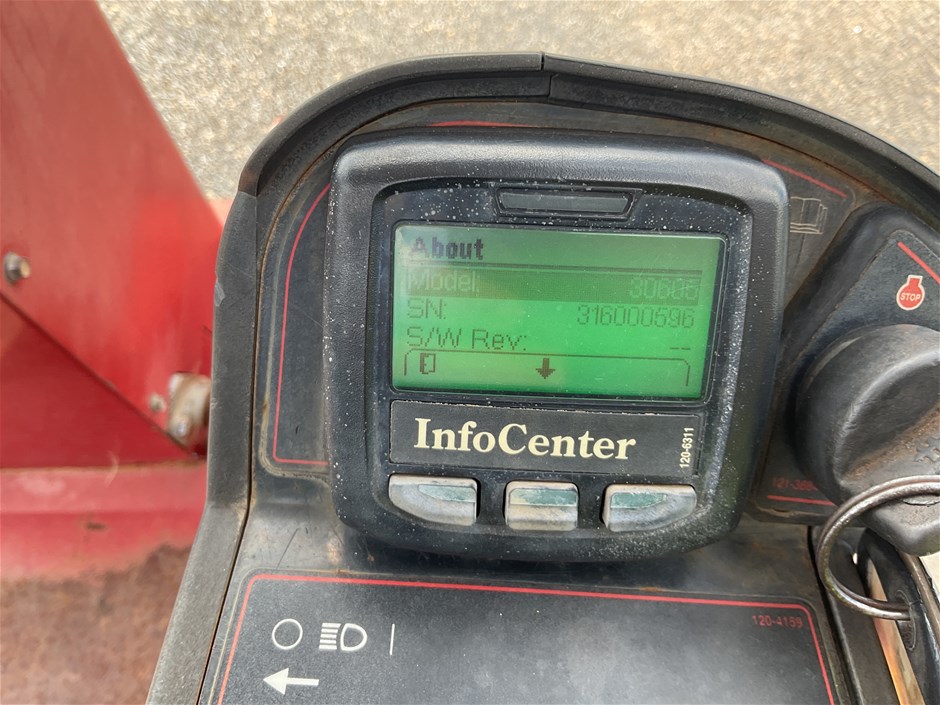 About
Model: 30605
SN: 316000596
S/W Rev: --
InfoCenter
120-6311
STOP
120-4159